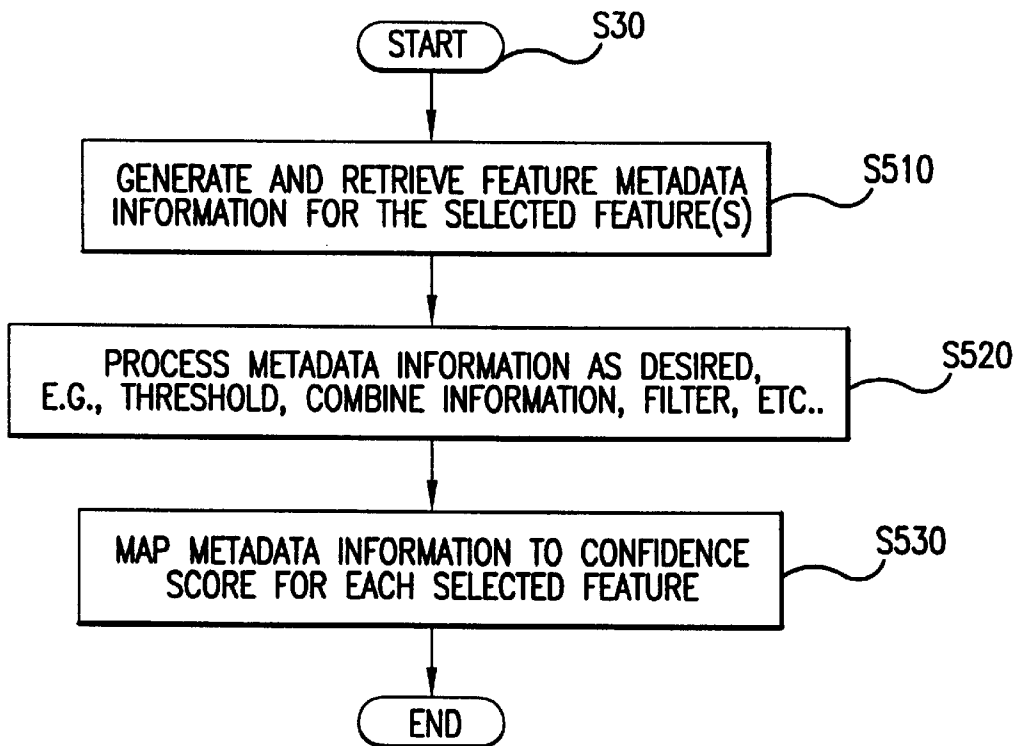 START
S30
GENERATE AND RETRIEVE FEATURE METADATA
INFORMATION FOR THE SELECTED FEATURE(S)
S510
PROCESS METADATA INFORMATION AS DESIRED,
E.G., THRESHOLD, COMBINE INFORMATION, FILTER, ETC..
S520
MAP METADATA INFORMATION TO CONFIDENCE
SCORE FOR EACH SELECTED FEATURE
S530
END